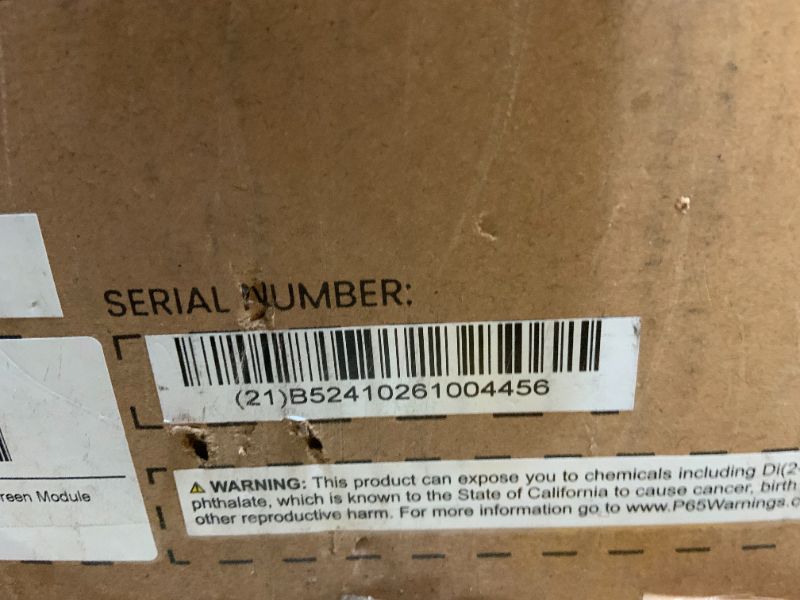 SERIAL NUMBER:
(21)B52410261004456
reen Module
⚠ WARNING: This product can expose you to chemicals including Di(2-
phthalate, which is known to the State of California to cause cancer, birth
other reproductive harm. For more information go to www.P65Warnings.c